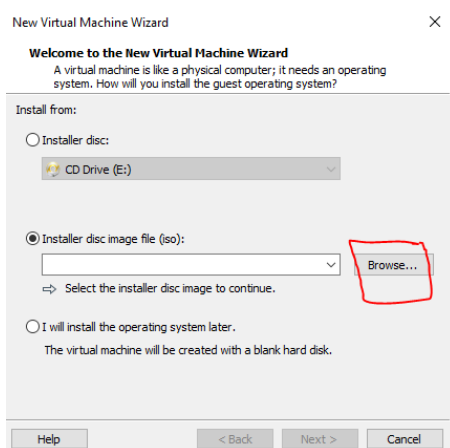 New Virtual Machine Wizard
Welcome to the New Virtual Machine Wizard
A virtual machine is like a physical computer; it needs an operating
system. How will you install the guest operating system?
Install from:
Installer disc:
CD Drive (E:)
Installer disc image file (iso):
Browse...
Select the installer disc image to continue.
I will install the operating system later.
The virtual machine will be created with a blank hard disk.
Help < Back Next > Cancel